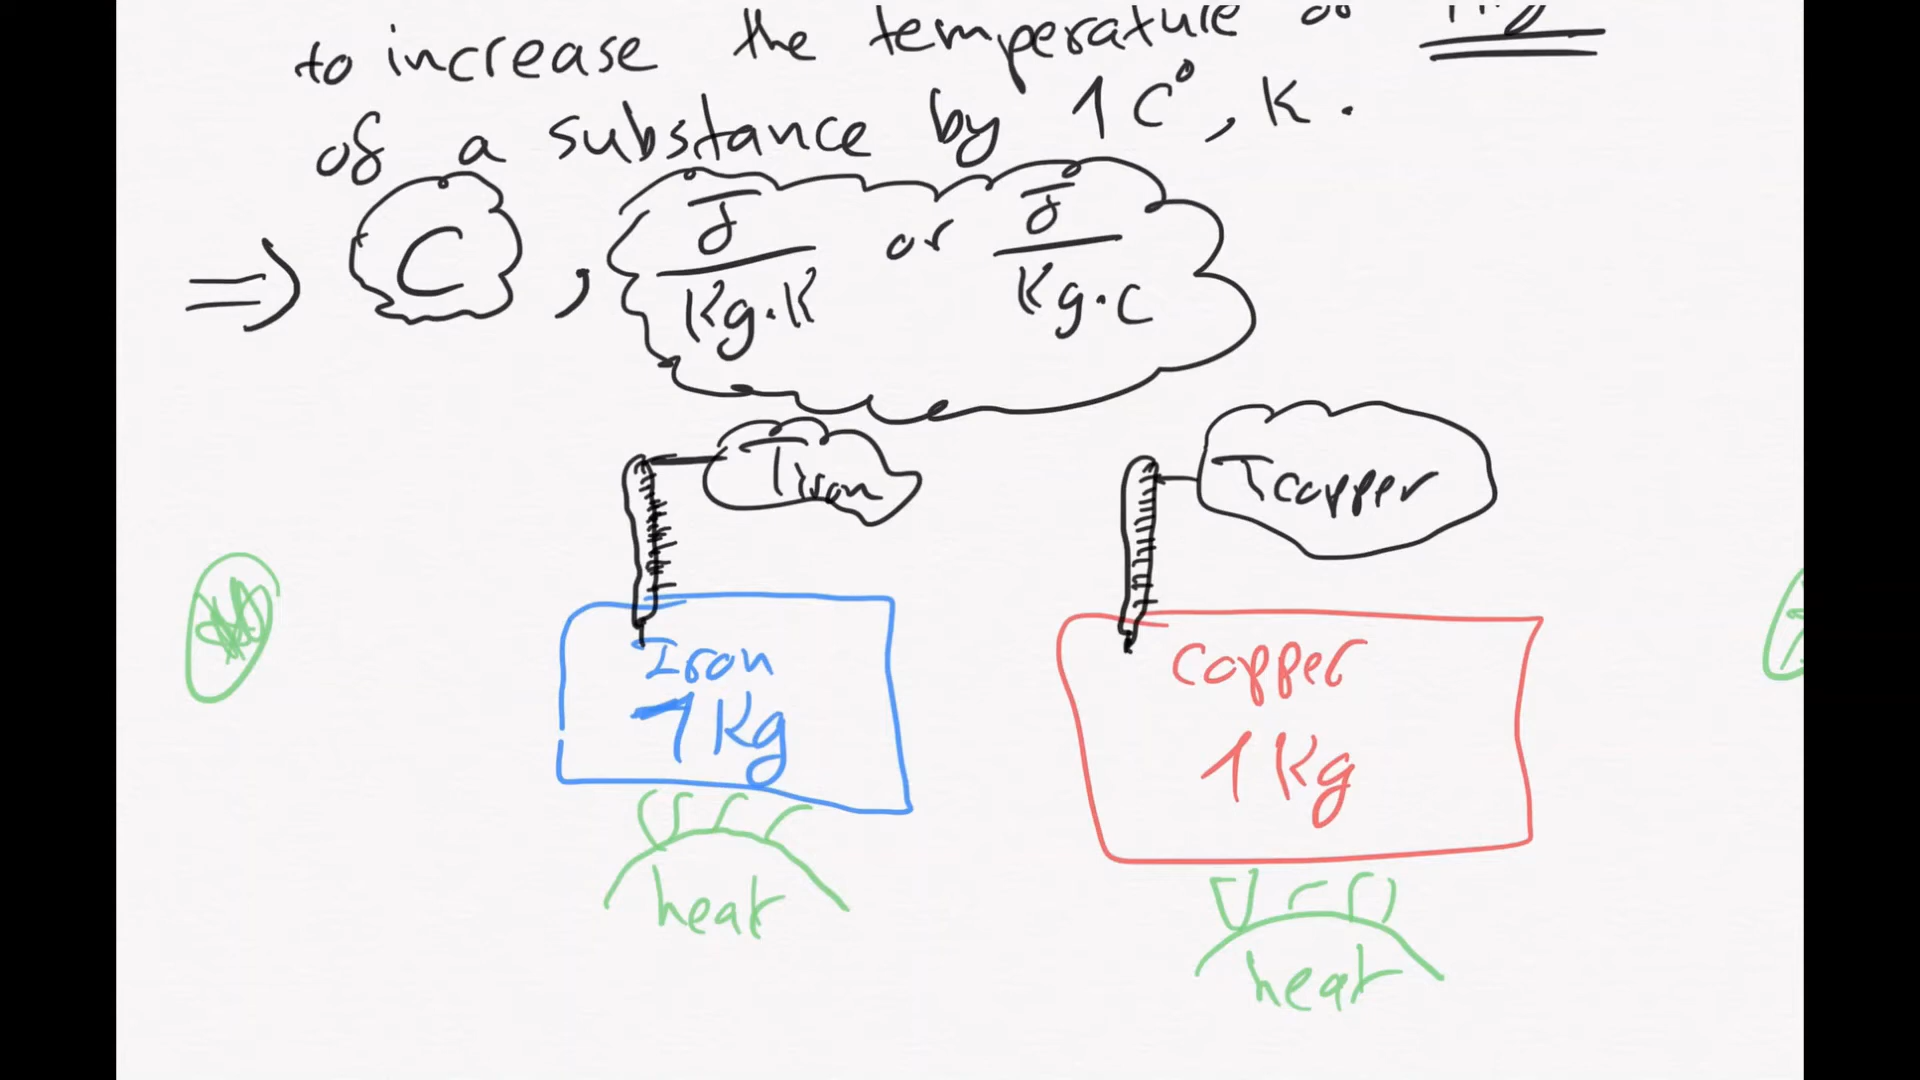 to increase the temperature
of a substance by 1 C°, K.
⇒ C, J/Kg.K or J/Kg.C
Tiron
Tcopper
Iron
1 Kg
Copper
1 Kg
heat
heat